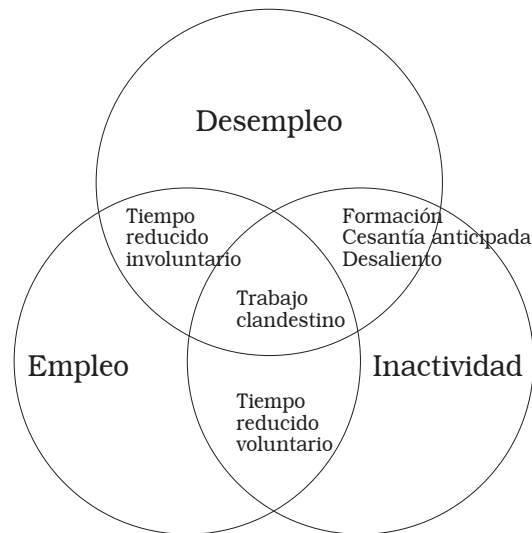 Desempleo
Tiempo
reducido
involuntario
Formación
Cesantía anticipada
Desaliento
Trabajo
clandestino
Empleo
Inactividad
Tiempo
reducido
voluntario